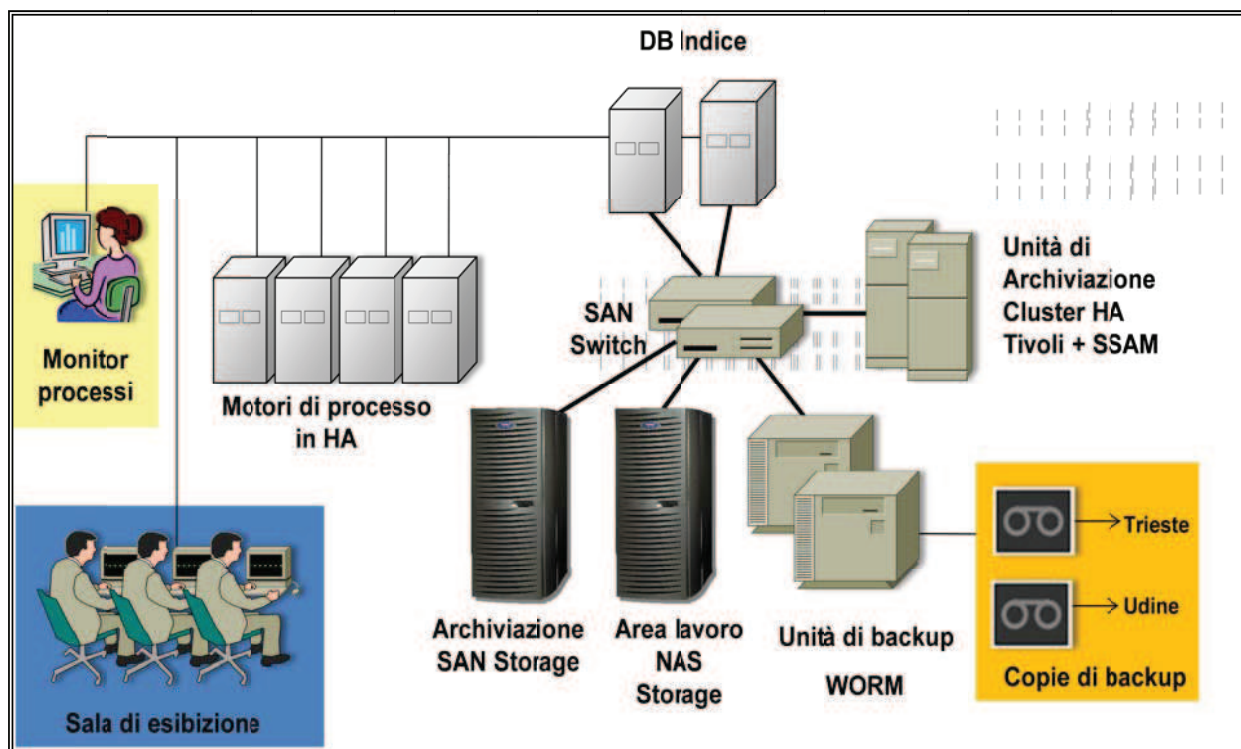 DB Indice
Unità di
Archiviazione
Cluster HA
Tivoli + SSAM
SAN
Switch
Monitor
processi
Motori di processo
in HA
Trieste
Udine
Archiviazione
SAN Storage
Area lavoro
NAS
Storage
Unità di backup
WORM
Copie di backup
Sala di esibizione